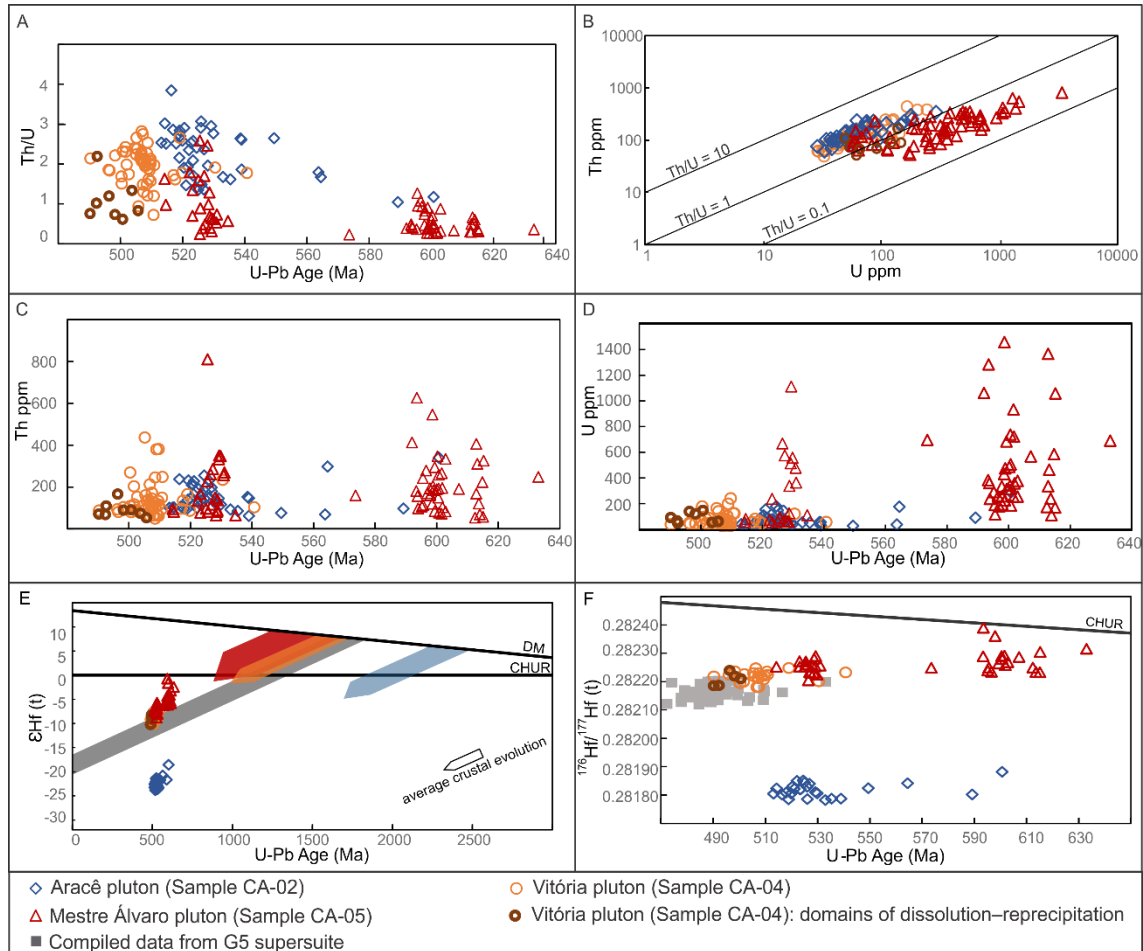 A
Th/U
4
3
2
1
0
500 520 540 560 580 600 620 640
U-Pb Age (Ma)
B
Th ppm
10000
1000
100
10
1
Th/U = 10
Th/U = 1
Th/U = 0.1
1 10 100 1000 10000
U ppm
C
Th ppm
800
600
400
200
500 520 540 560 580 600 620 640
U-Pb Age (Ma)
D
U ppm
1400
1200
1000
800
600
400
200
0
500 520 540 560 580 600 620 640
U-Pb Age (Ma)
E
εHf (t)
10
5
0
-5
-10
-15
-20
-25
-30
DM
CHUR
average crustal evolution
0 500 1000 1500 2000 2500
U-Pb Age (Ma)
F
176Hf/177Hf (t)
0.28240
0.28230
0.28220
0.28210
0.28200
0.28190
0.28180
CHUR
490 510 530 550 570 590 610 630
U-Pb Age (Ma)
Aracê pluton (Sample CA-02)
Vitória pluton (Sample CA-04)
Mestre Álvaro pluton (Sample CA-05)
Vitória pluton (Sample CA-04): domains of dissolution–reprecipitation
Compiled data from G5 supersuite